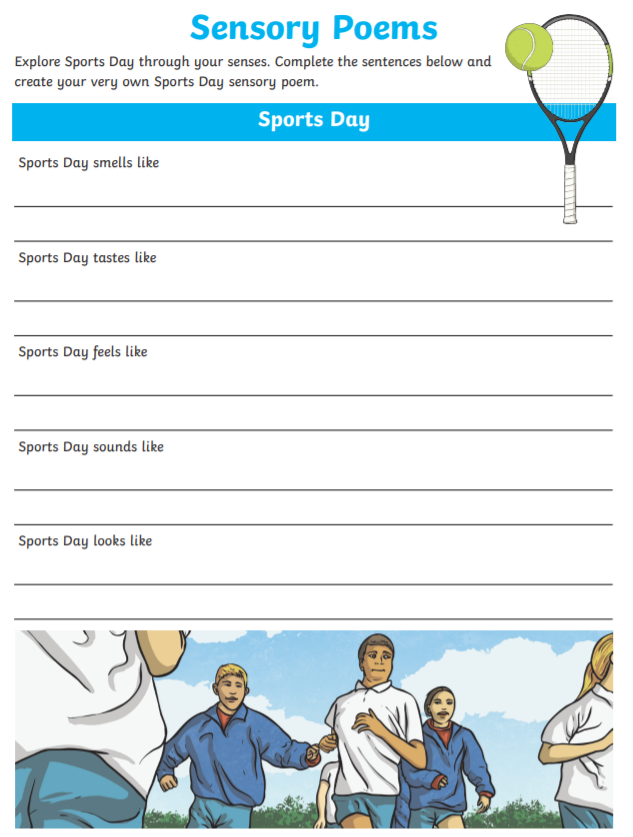 Sensory Poems
Explore Sports Day through your senses. Complete the sentences below and
create your very own Sports Day sensory poem.
Sports Day
Sports Day smells like
Sports Day tastes like
Sports Day feels like
Sports Day sounds like
Sports Day looks like